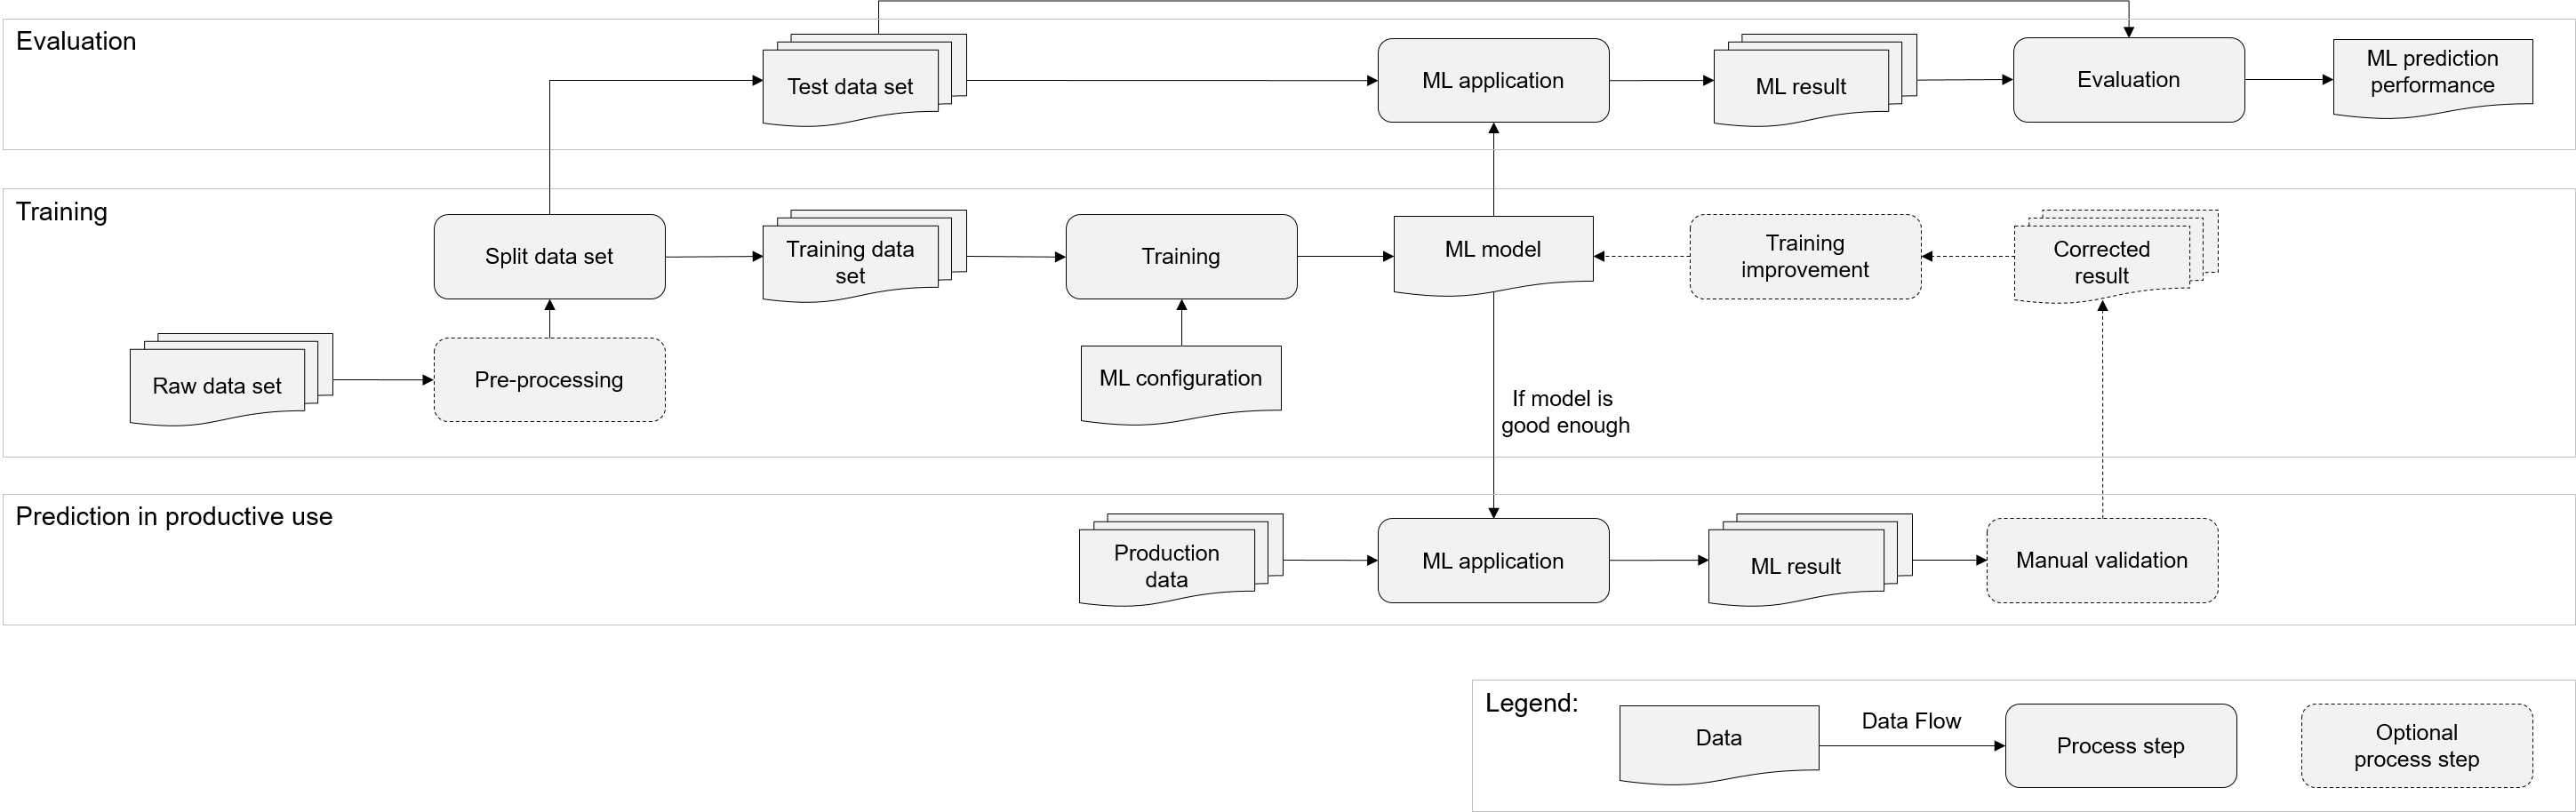 Evaluation
Test data set
ML application
ML result
Evaluation
ML prediction
performance
Training
Split data set
Training data
set
Training
ML model
Training
improvement
Corrected
result
Raw data set
Pre-processing
ML configuration
If model is
good enough
Prediction in productive use
Production
data
ML application
ML result
Manual validation
Legend:
Data
Data Flow
Process step
Optional
process step